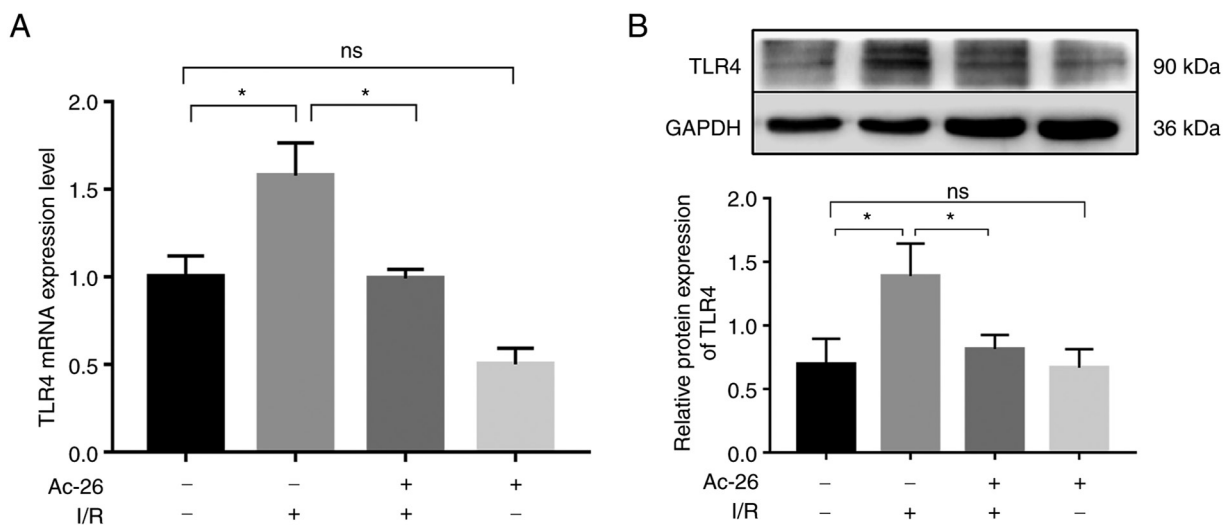 A
ns
* *
2.0
1.5
1.0
0.5
0.0
TLR4 mRNA expression level
Ac-26 – – + +
I/R – + + –
B
TLR4 90 kDa
GAPDH 36 kDa
ns
* *
2.0
1.5
1.0
0.5
0.0
Relative protein expression
of TLR4
Ac-26 – – + +
I/R – + + –